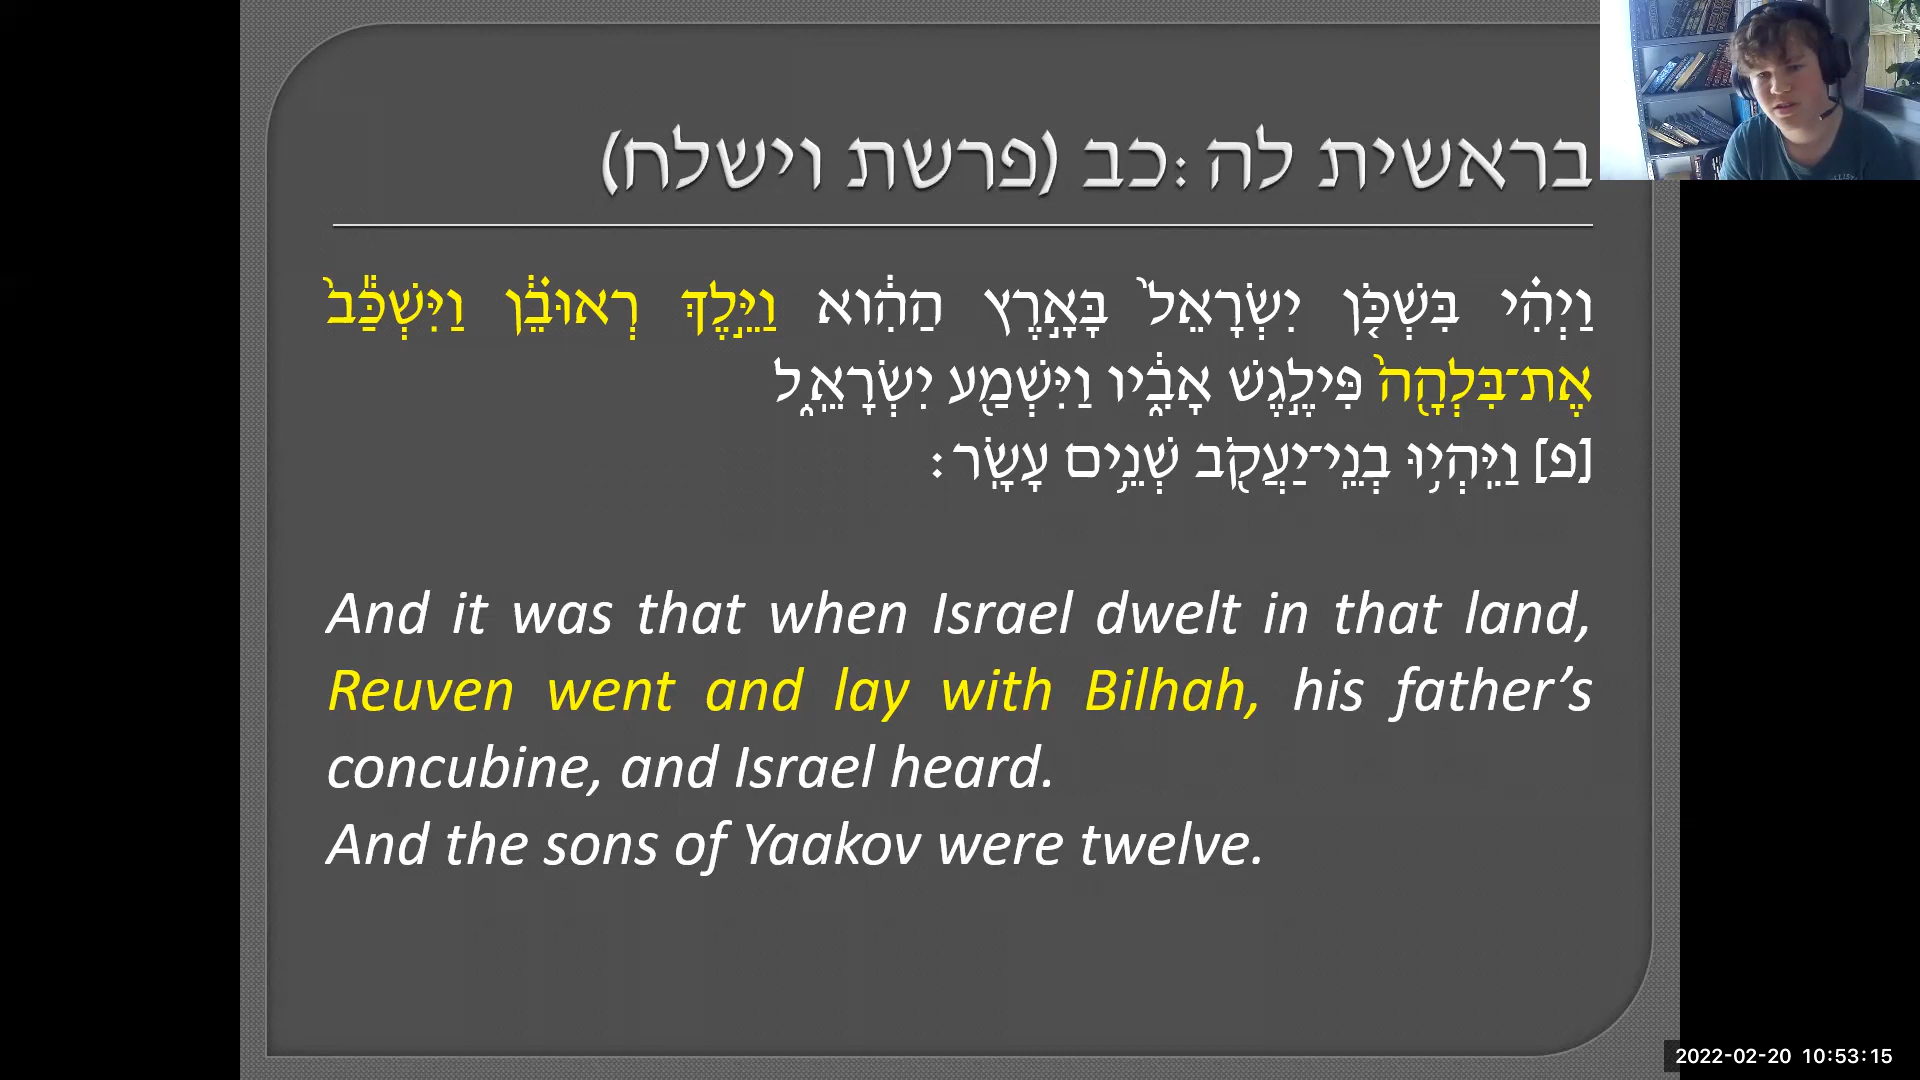 בראשית לה:כב (פרשת וישלח)
וַיְהִ֗י בִּשְׁכֹּ֤ן יִשְׂרָאֵל֙ בָּאָ֣רֶץ הַהִ֔וא וַיֵּ֣לֶךְ רְאוּבֵ֔֗ן וַיִּשְׁכַּ֕ב֙
אֶת־בִּלְהָ֖ה֙ פִּילֶ֣גֶשׁ אָבִ֑֔יו וַיִּשְׁמַ֖ע יִשְׂרָאֵֽ֑ל
[פ] וַיִּֽהְי֥וּ בְנֵֽי־יַעֲקֹ֖ב שְׁנֵ֥ים עָשָֽׂר:
And it was that when Israel dwelt in that land,
Reuven went and lay with Bilhah, his father’s
concubine, and Israel heard.
And the sons of Yaakov were twelve.
2022-02-20 10:53:15